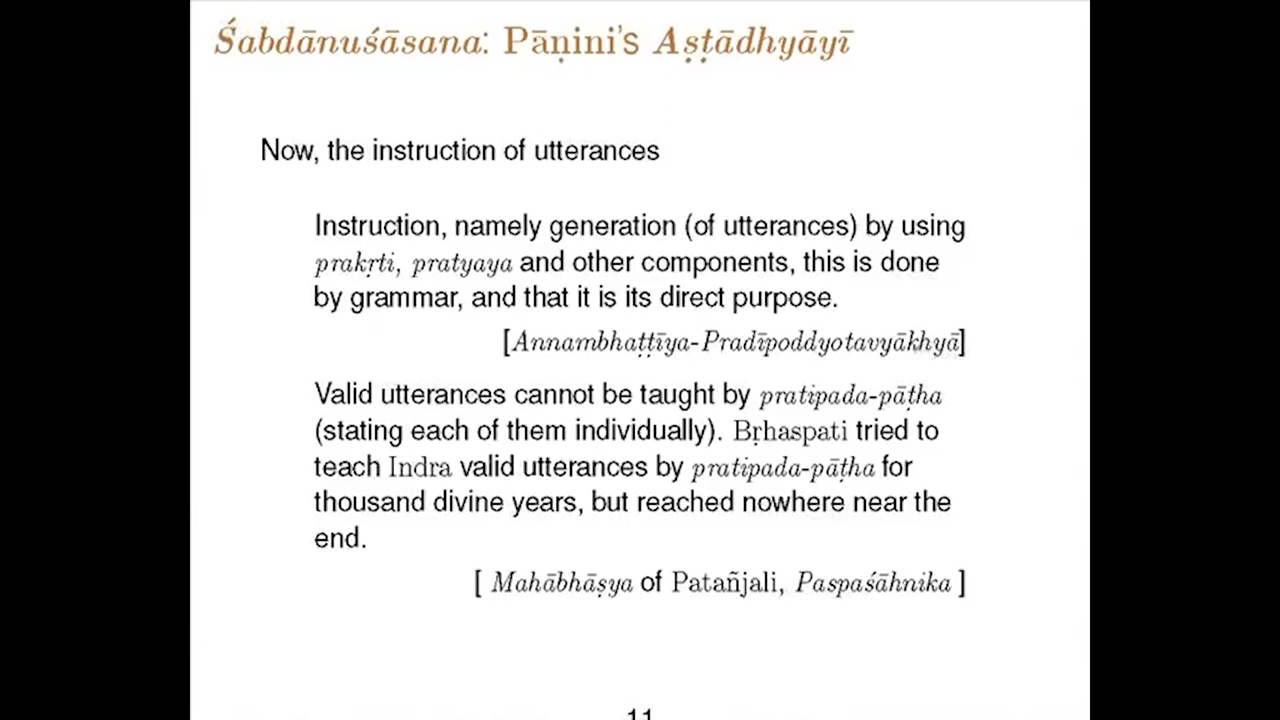 Śabdānuśāsana: Pāṇini's Aṣṭādhyāyī
Now, the instruction of utterances
Instruction, namely generation (of utterances) by using
prakṛti, pratyaya and other components, this is done
by grammar, and that it is its direct purpose.
[Annambhaṭṭīya-Pradīpoddyotavyākhyā]
Valid utterances cannot be taught by pratipada-pāṭha
(stating each of them individually). Bṛhaspati tried to
teach Indra valid utterances by pratipada-pāṭha for
thousand divine years, but reached nowhere near the
end.
[ Mahābhāṣya of Patañjali, Paspaśāhnika ]
11